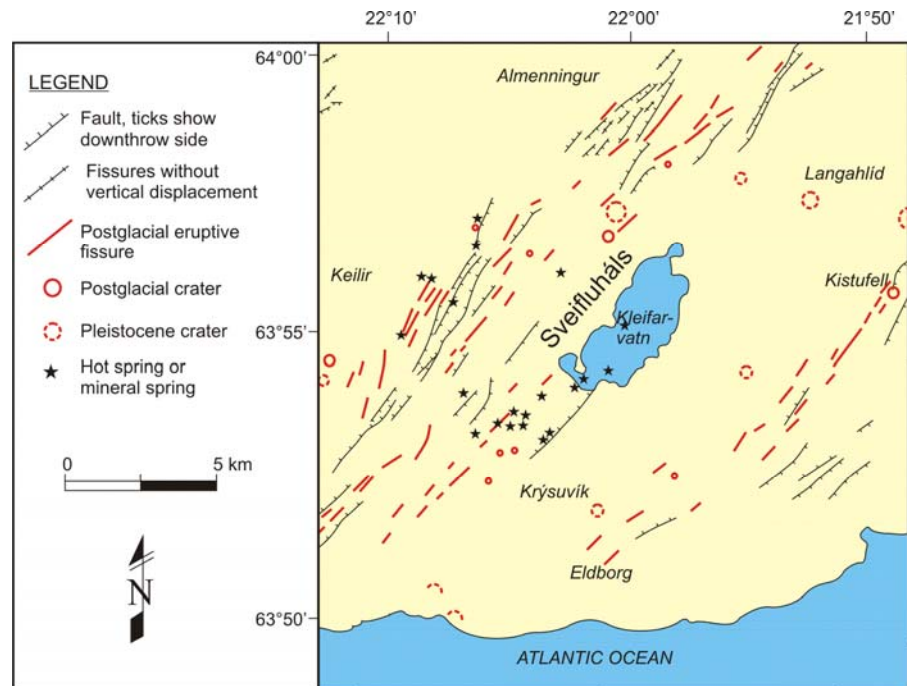 22°10' 22°00' 21°50'
64°00'
63°55'
63°50'
LEGEND
Fault, ticks show
downthrow side
Fissures without
vertical displacement
Postglacial eruptive
fissure
Postglacial crater
Pleistocene crater
Hot spring or
mineral spring
0 5 km
N
Almenningur
Langahlíd
Keilir
Sveifluháls
Kistufell
Kleifar-
vatn
Krýsuvík
Eldborg
ATLANTIC OCEAN